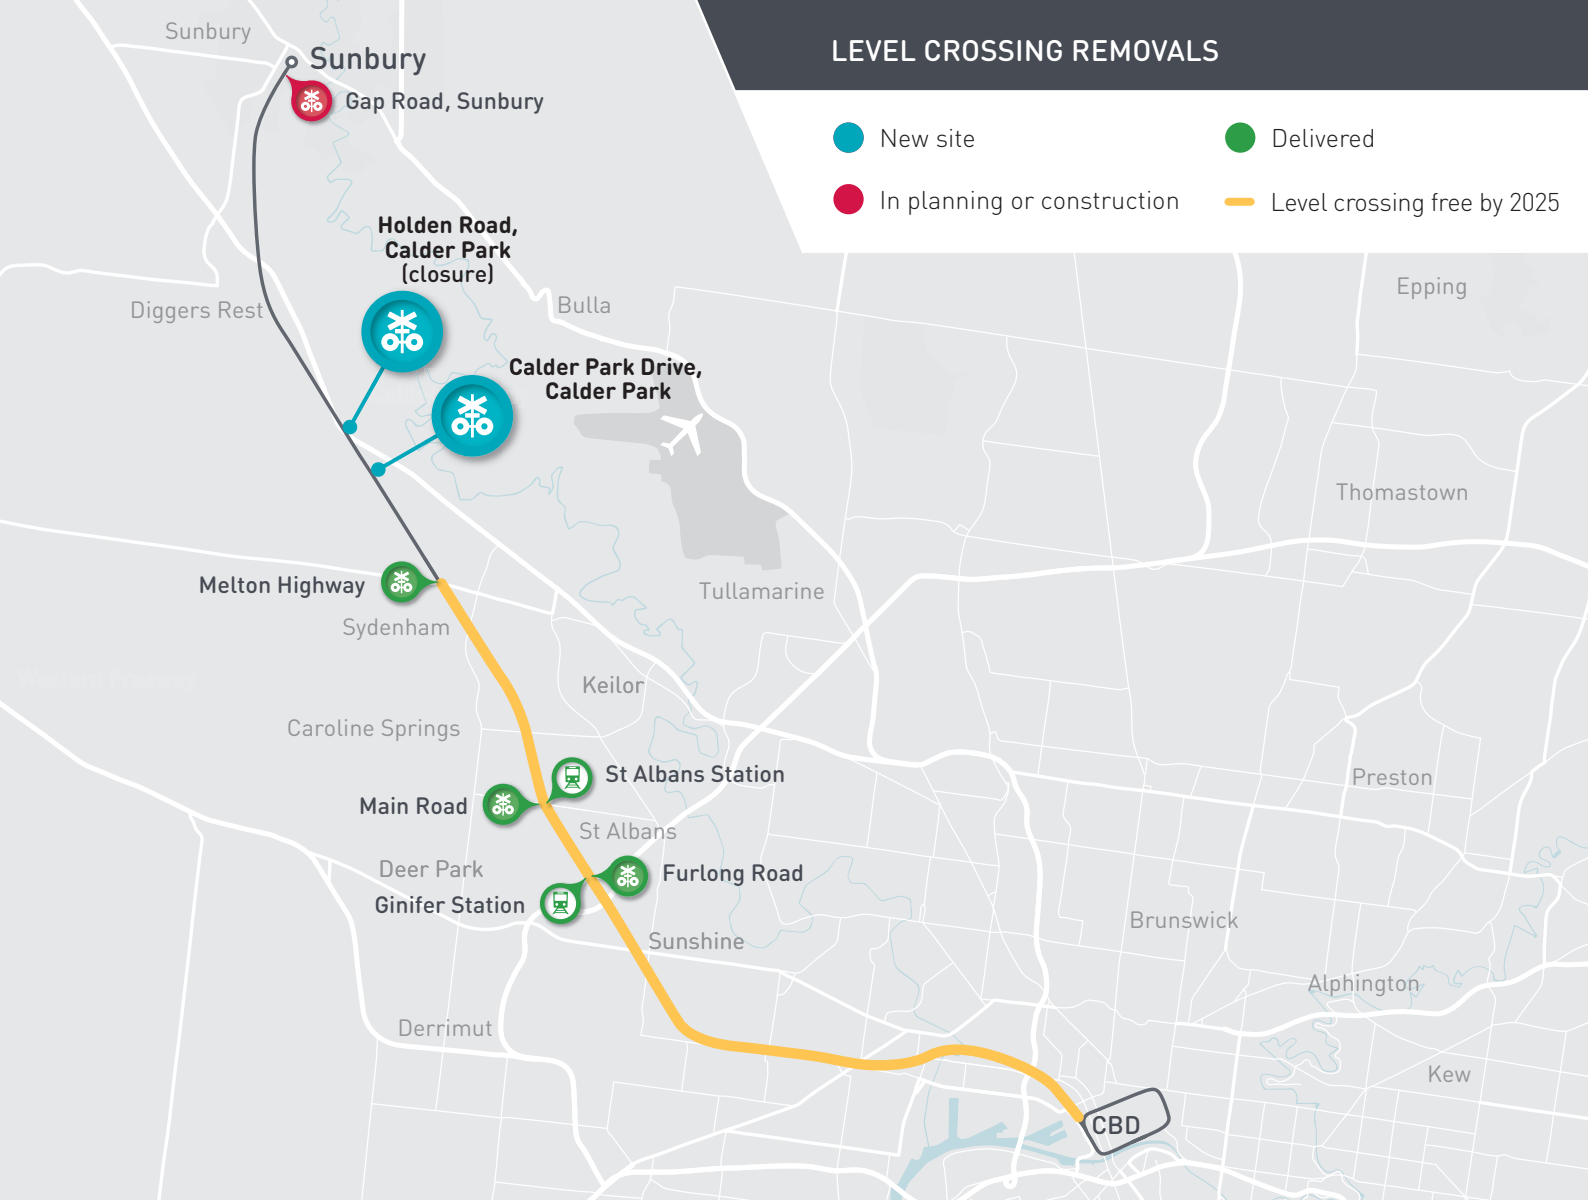 LEVEL CROSSING REMOVALS
New site
Delivered
In planning or construction
Level crossing free by 2025
Sunbury
Sunbury
Gap Road, Sunbury
Holden Road,
Calder Park
(closure)
Diggers Rest
Bulla
Epping
Calder Park Drive,
Calder Park
Thomastown
Melton Highway
Tullamarine
Sydenham
Western Freeway
Keilor
Caroline Springs
St Albans Station
Preston
Main Road
St Albans
Deer Park
Furlong Road
Ginifer Station
Brunswick
Sunshine
Alphington
Derrimut
Kew
CBD